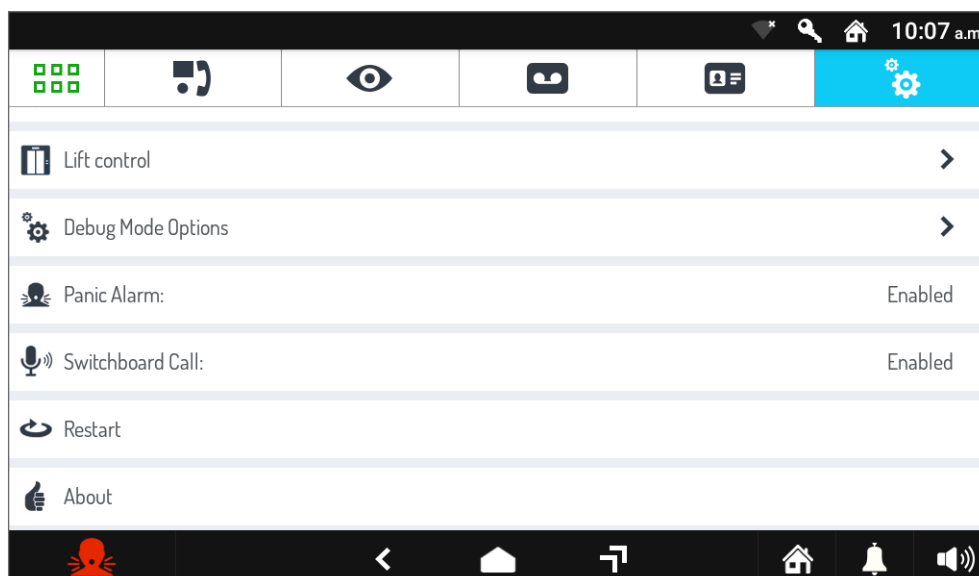 10:07 a.m
Lift control
Debug Mode Options
Panic Alarm: Enabled
Switchboard Call: Enabled
Restart
About